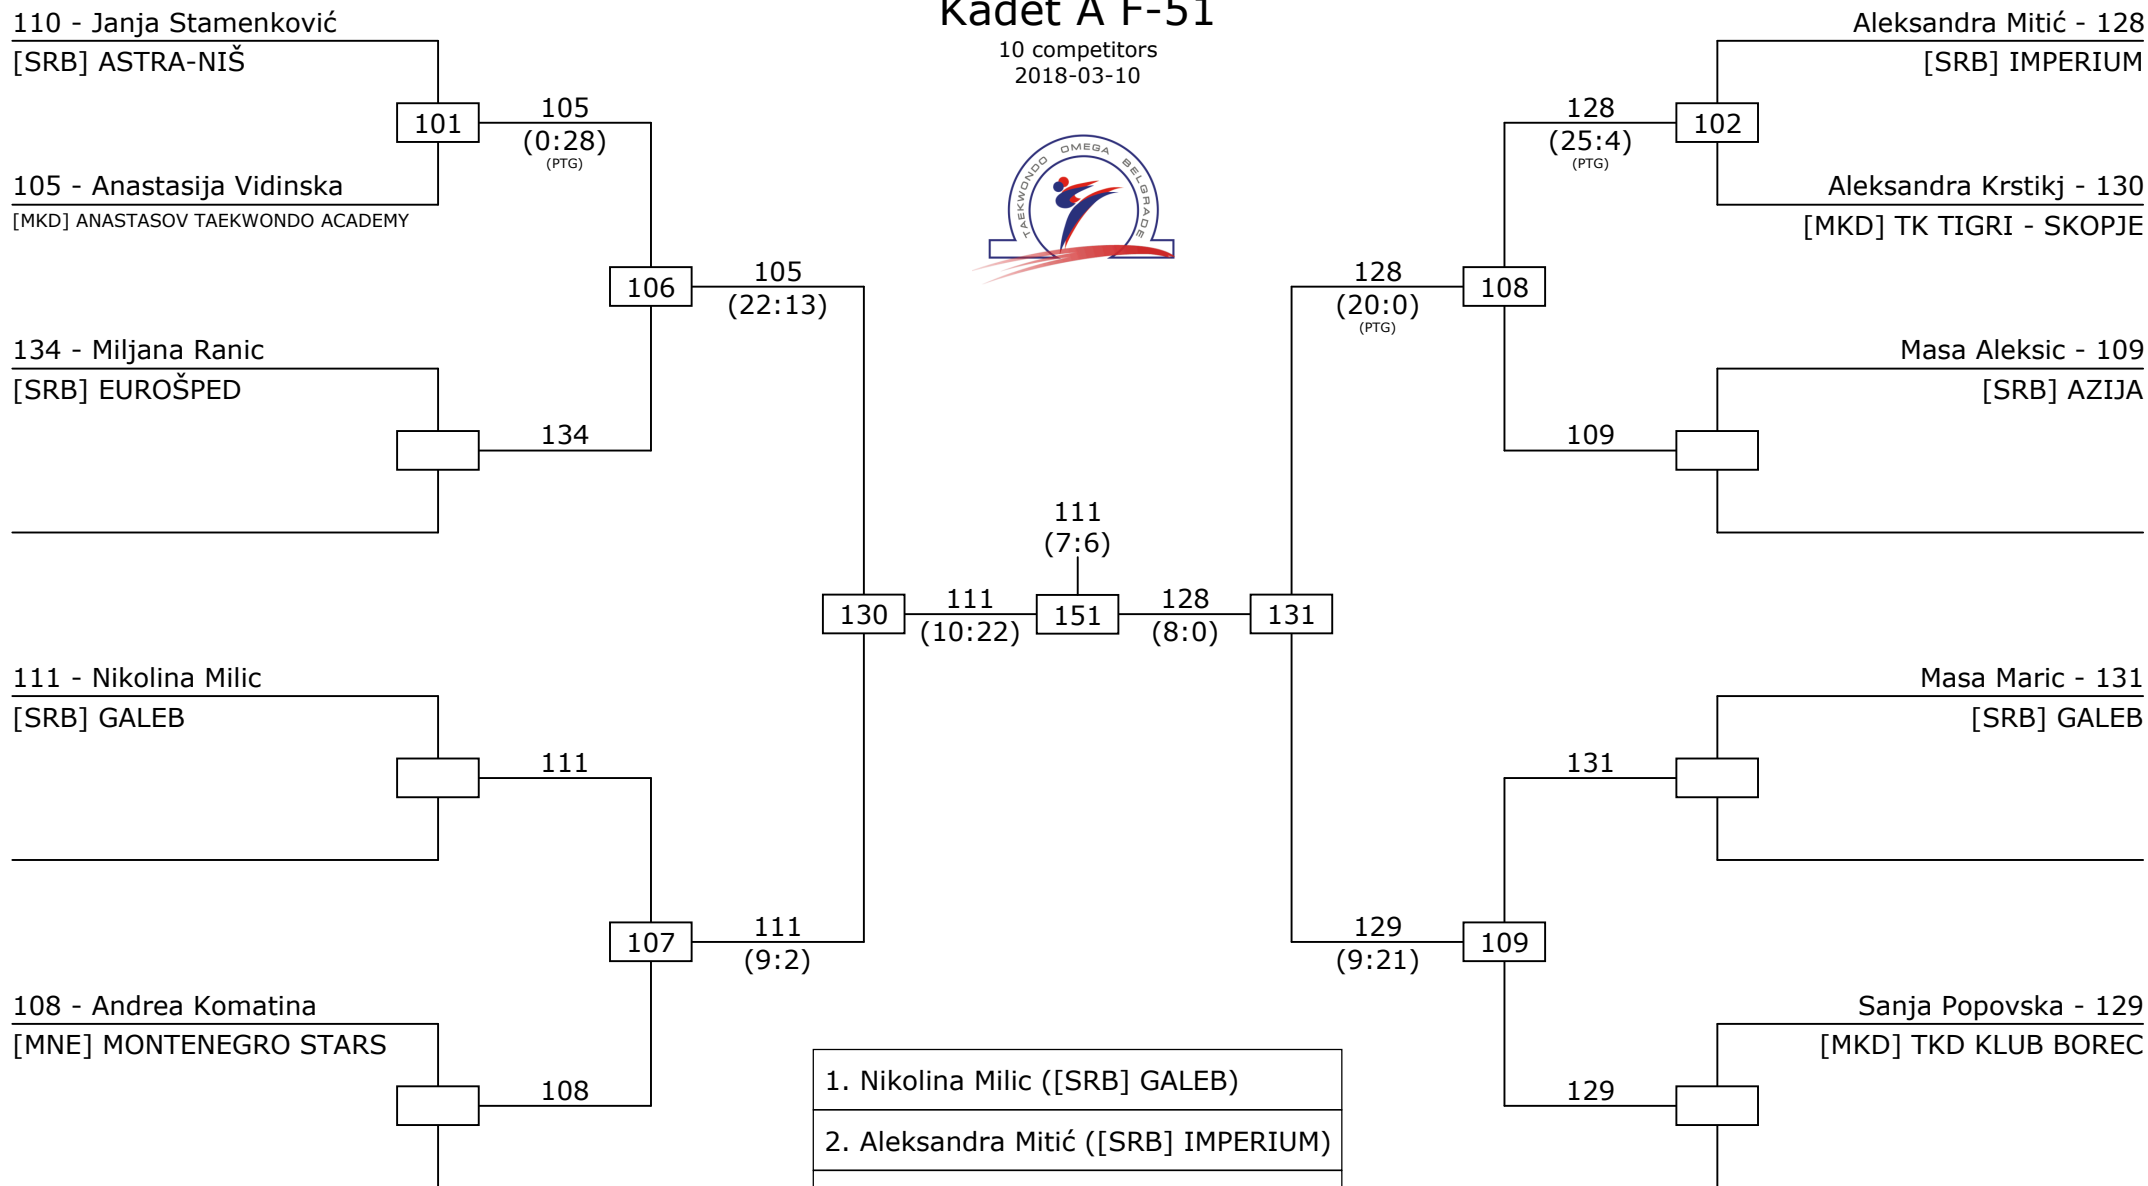 Kadet A F-51
10 competitors
2018-03-10
TAEKWONDO OMEGA BELGRADE
110 - Janja Stamenković
[SRB] ASTRA-NIŠ
101
105
(0:28)
(PTG)
105 - Anastasija Vidinska
[MKD] ANASTASOV TAEKWONDO ACADEMY
106
105
(22:13)
134 - Miljana Ranic
[SRB] EUROŠPED
134
111 - Nikolina Milic
[SRB] GALEB
111
107
111
(9:2)
108 - Andrea Komatina
[MNE] MONTENEGRO STARS
108
130
111
(10:22)
111
(7:6)
151
128
(8:0)
131
Aleksandra Mitić - 128
[SRB] IMPERIUM
128
(25:4)
(PTG)
102
Aleksandra Krstikj - 130
[MKD] TK TIGRI - SKOPJE
128
(20:0)
(PTG)
108
Masa Aleksic - 109
[SRB] AZIJA
109
Masa Maric - 131
[SRB] GALEB
131
129
(9:21)
109
Sanja Popovska - 129
[MKD] TKD KLUB BOREC
129
1. Nikolina Milic ([SRB] GALEB)
2. Aleksandra Mitić ([SRB] IMPERIUM)